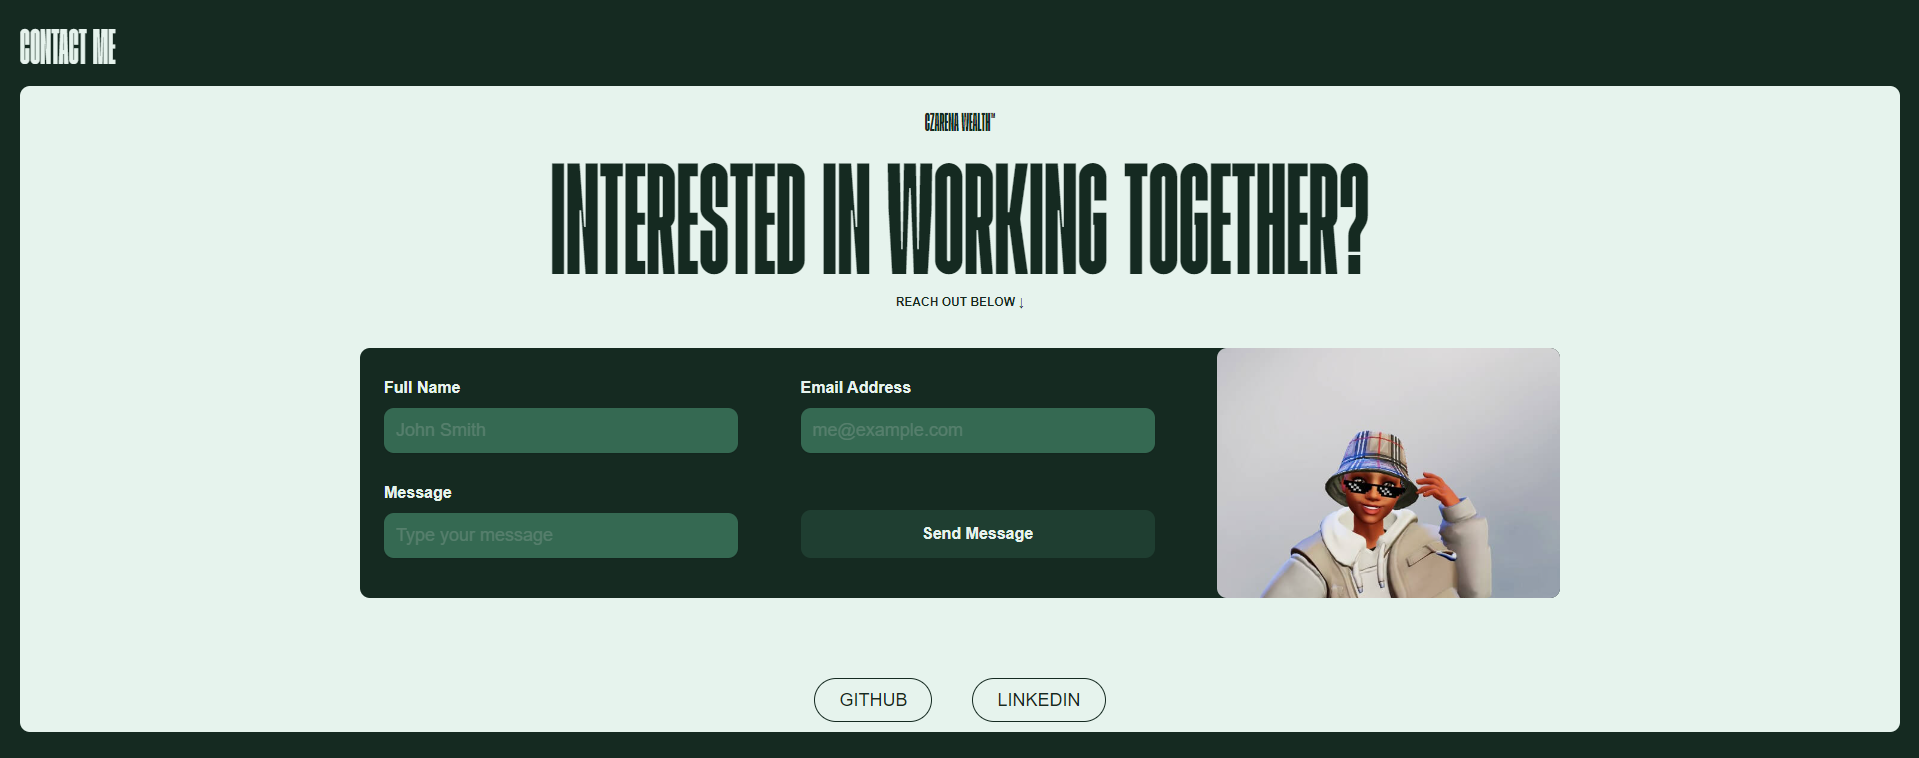 CONTACT ME
CZARENA WEALTH™
INTERESTED IN WORKING TOGETHER?
REACH OUT BELOW ↓
Full Name
Email Address
John Smith
me@example.com
Message
Type your message
Send Message
GITHUB
LINKEDIN